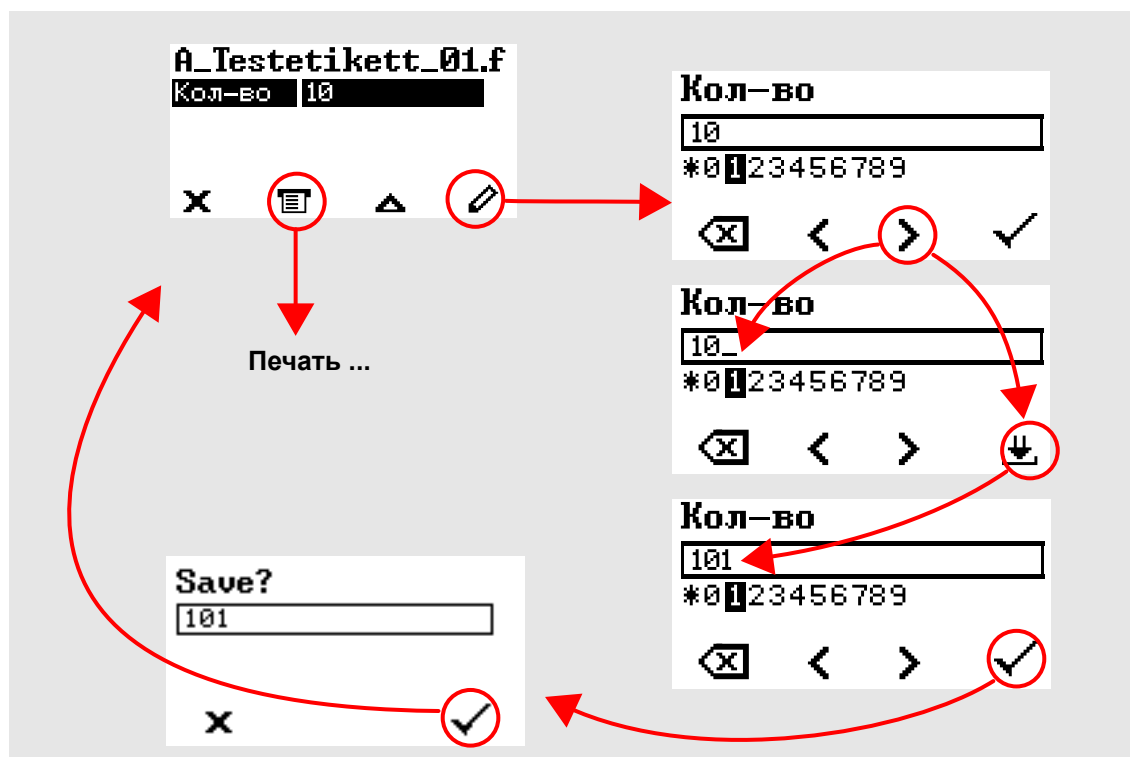 A_Testetikett_01.f
Кол-во 10
Печать ...
Кол-во
10
*0123456789
Кол-во
10_
*0123456789
Кол-во
101
*0123456789
Save?
101